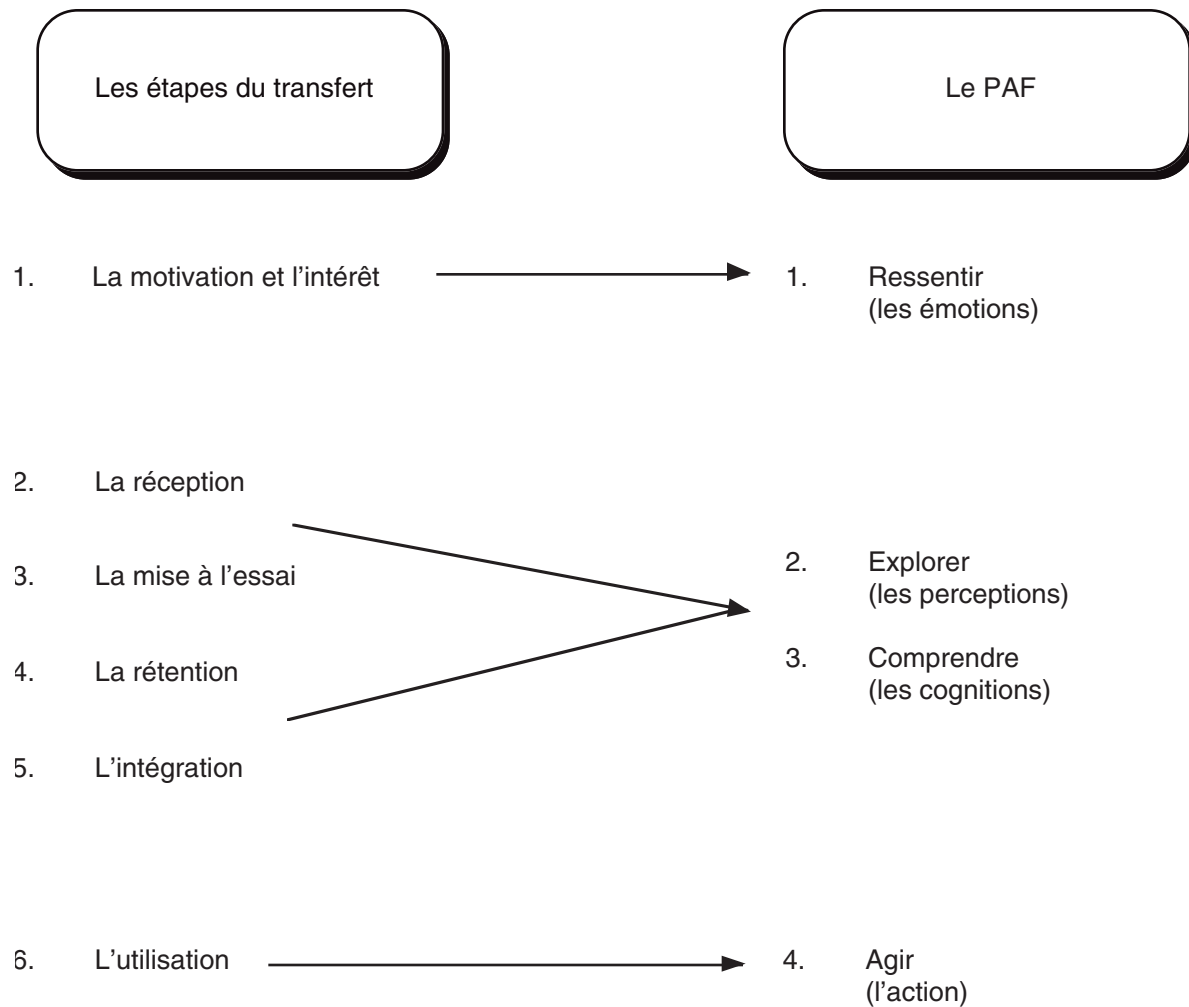 Les étapes du transfert
Le PAF
1. La motivation et l'intérêt
1. Ressentir
(les émotions)
2. La réception
3. La mise à l'essai
4. La rétention
5. L'intégration
2. Explorer
(les perceptions)
3. Comprendre
(les cognitions)
6. L'utilisation
4. Agir
(l'action)